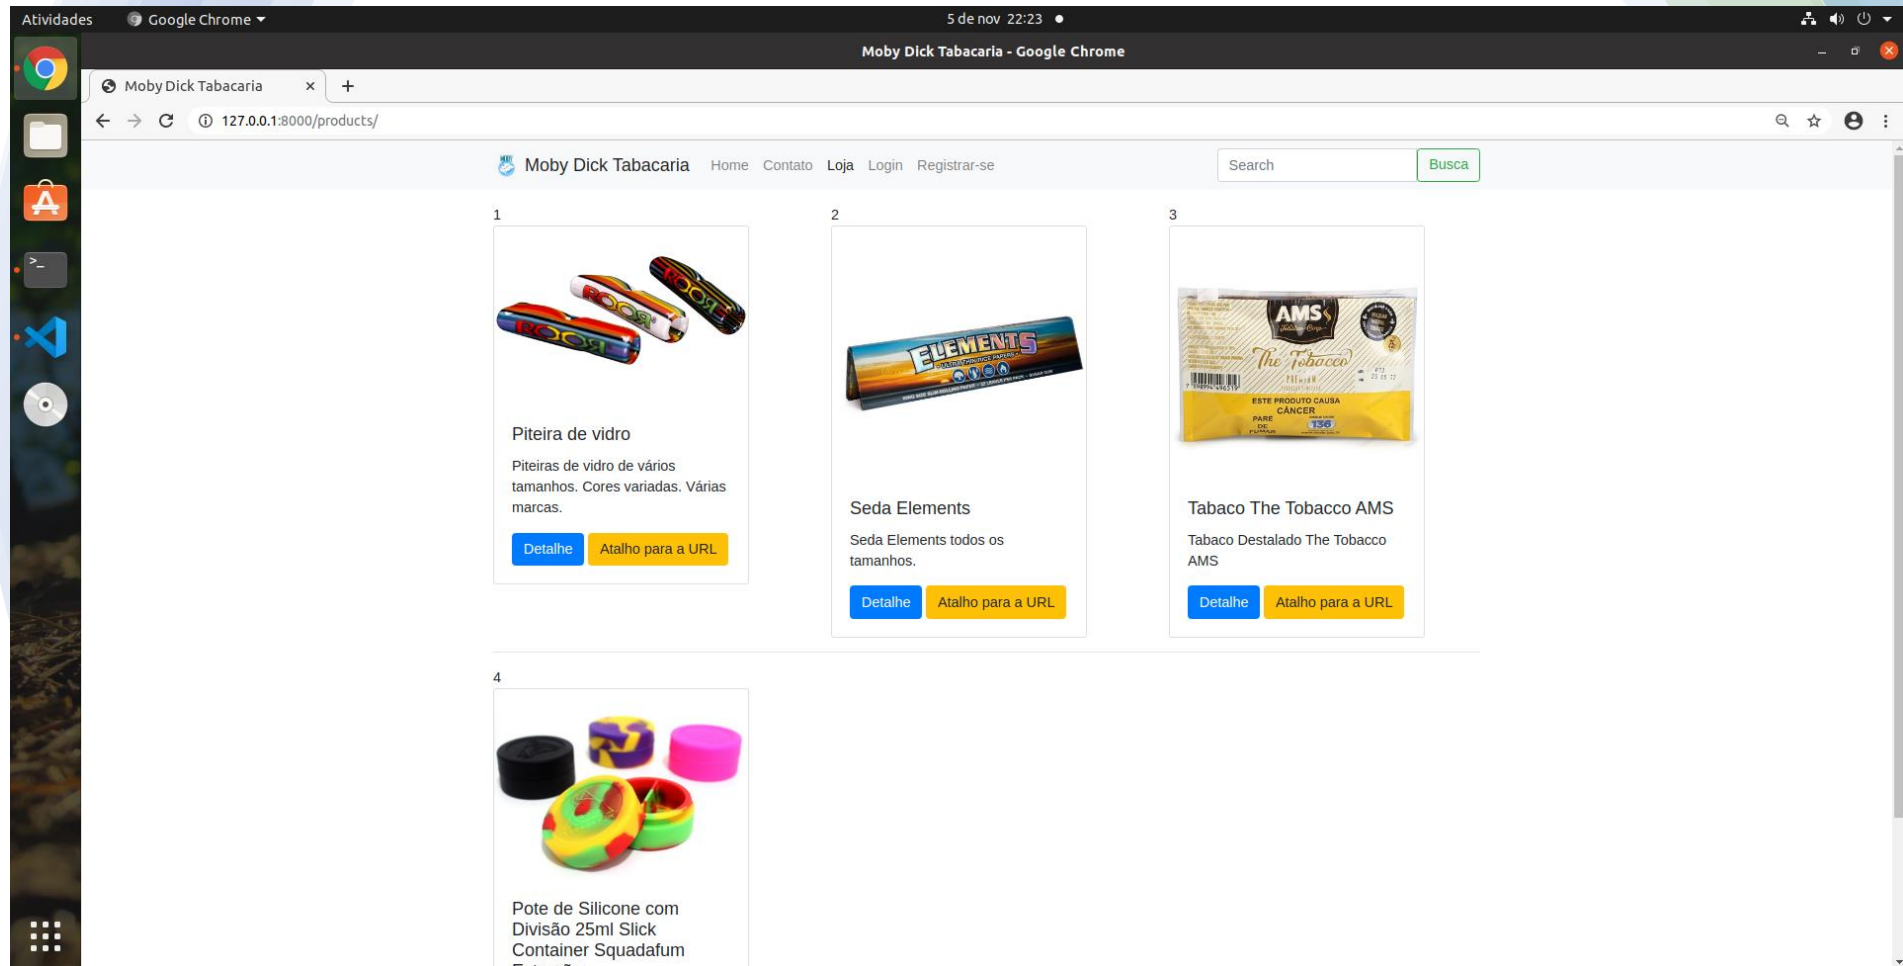 Atividades Google Chrome 5 de nov 22:23
Moby Dick Tabacaria - Google Chrome
Moby Dick Tabacaria
127.0.0.1:8000/products/
Moby Dick Tabacaria Home Contato Loja Login Registrar-se Search Busca
1
ROOR
ROOR
ROOR
Piteira de vidro
Piteiras de vidro de vários
tamanhos. Cores variadas. Várias
marcas.
Detalhe Atalho para a URL
2
ELEMENTS
Seda Elements
Seda Elements todos os
tamanhos.
Detalhe Atalho para a URL
3
AMS
The Tobacco
PREMIUM
ESTE PRODUTO CAUSA
CÂNCER
PARE
DE
FUMAR
136
Tabaco The Tobacco AMS
Tabaco Destalado The Tobacco
AMS
Detalhe Atalho para a URL
4
Pote de Silicone com
Divisão 25ml Slick
Container Squadafum